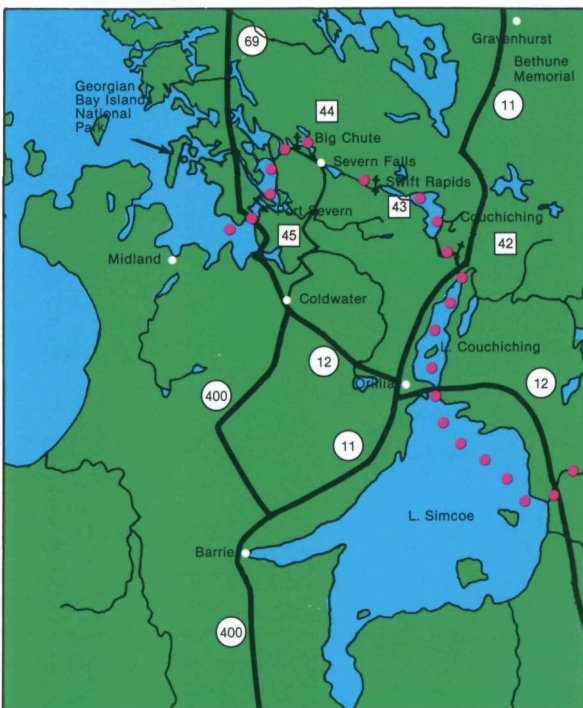 Gravenhurst
Bethune
Memorial
69
11
Georgian
Bay Islands
National
Park
44
Big Chute
Severn Falls
Swift Rapids
43
Port Severn
Couchiching
45
42
Midland
Coldwater
12
L. Couchiching
Orillia
12
400
11
L. Simcoe
Barrie
400